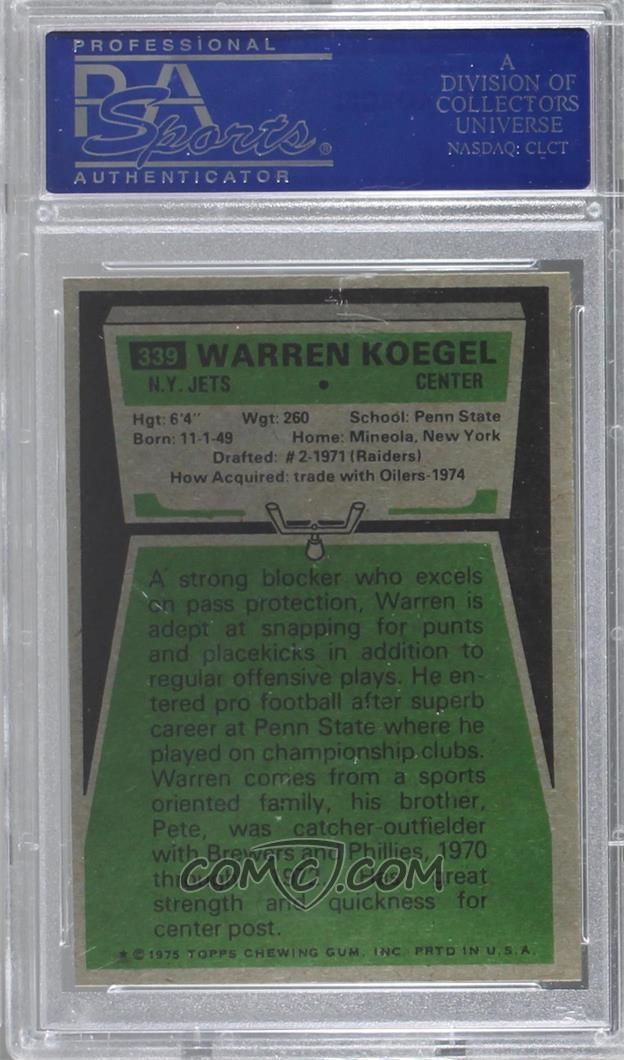 PROFESSIONAL
PSA
Sports®
AUTHENTICATOR
A
DIVISION OF
COLLECTORS
UNIVERSE
NASDAQ: CLCT
339 WARREN KOEGEL
N.Y. JETS • CENTER
Hgt: 6'4" Wgt: 260 School: Penn State
Born: 11-1-49 Home: Mineola, New York
Drafted: #2-1971 (Raiders)
How Acquired: trade with Oilers-1974
A strong blocker who excels
on pass protection, Warren is
adept at snapping for punts
and placekicks in addition to
regular offensive plays. He en-
tered pro football after superb
career at Penn State where he
played on championship clubs.
Warren comes from a sports
oriented family, his brother,
Pete, was catcher-outfielder
with Brewers and Phillies, 1970
through great
strength and quickness for
center post.
COMC.COM
★ © 1975 TOPPS CHEWING GUM, INC. PRTD IN U.S.A.